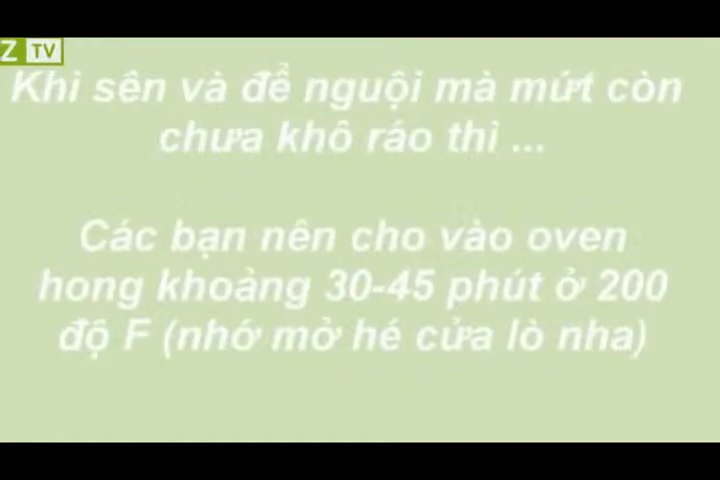 Z TV
Khi sên và để nguội mà mứt còn
chưa khô ráo thì ...
Các bạn nên cho vào oven
hong khoảng 30-45 phút ở 200
độ F (nhớ mở hé cửa lò nha)